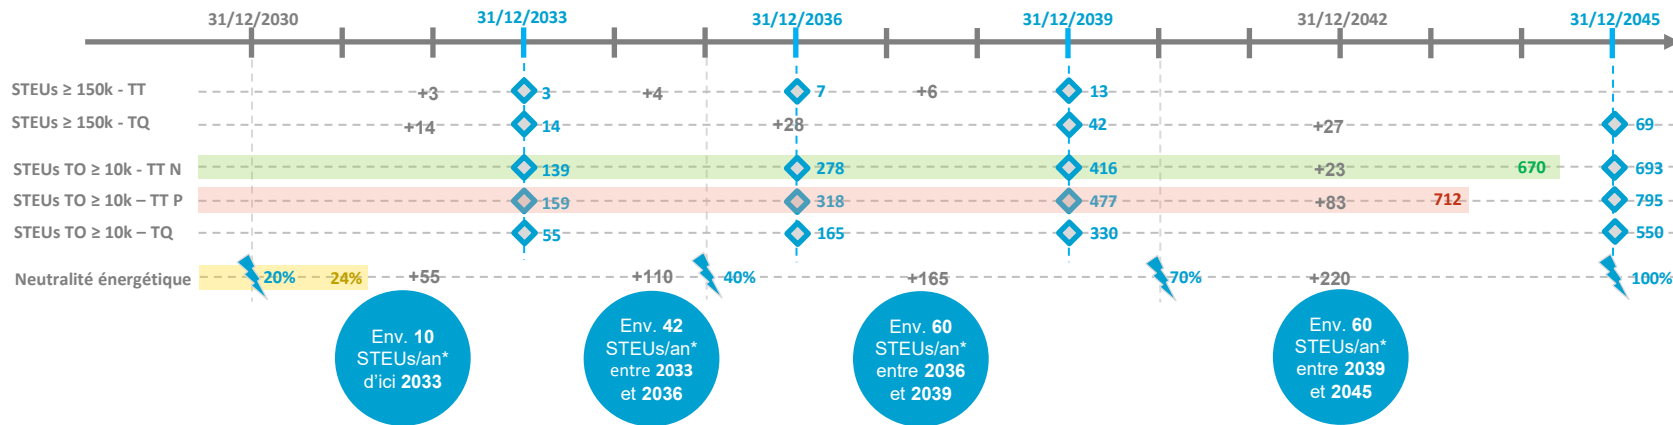 31/12/2030 31/12/2033 31/12/2036 31/12/2039 31/12/2042 31/12/2045
STEUs ≥ 150k - TT +3 3 +4 7 +6 13
STEUs ≥ 150k - TQ +14 14 +28 42 +27 69
STEUs TO ≥ 10k - TT N 139 278 416 +23 670 693
STEUs TO ≥ 10k – TT P 159 318 477 +83 712 795
STEUs TO ≥ 10k – TQ 55 165 330 550
Neutralité énergétique 20% 24% +55 +110 40% +165 70% +220 100%
Env. 10
STEUs/an*
d'ici 2033
Env. 42
STEUs/an*
entre 2033
et 2036
Env. 60
STEUs/an*
entre 2036
et 2039
Env. 60
STEUs/an*
entre 2039
et 2045